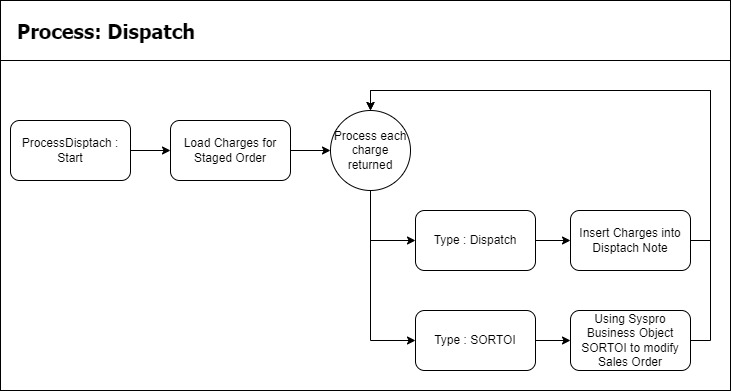 Process: Dispatch
ProcessDisptach :
Start
Load Charges for
Staged Order
Process each
charge
returned
Type : Dispatch
Insert Charges into
Disptach Note
Type : SORTOI
Using Syspro
Business Object
SORTOI to modify
Sales Order